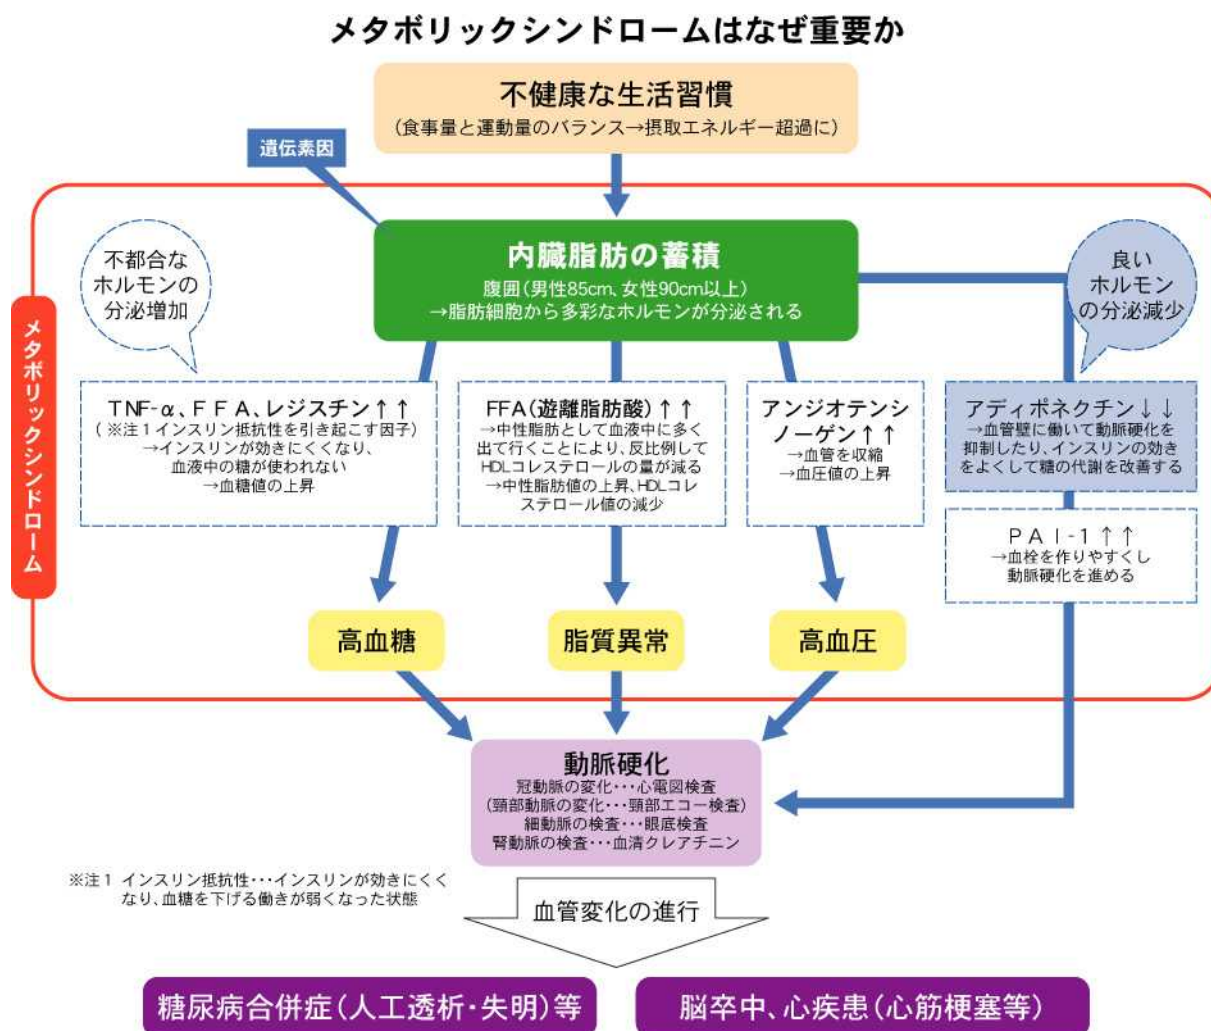 メタボリックシンドロームはなぜ重要か
不健康な生活習慣
(食事量と運動量のバランス→摂取エネルギー超過に)
遺伝素因
内臓脂肪の蓄積
腹囲(男性85cm、女性90cm以上)
→脂肪細胞から多彩なホルモンが分泌される
不都合な
ホルモンの
分泌増加
良い
ホルモン
の分泌減少
メタボリックシンドローム
TNF-α、FFA、レジスチン↑↑
(※注1インスリン抵抗性を引き起こす因子)
→インスリンが効きにくくなり、
血液中の糖が使われない
→血糖値の上昇
FFA(遊離脂肪酸)↑↑
→中性脂肪として血液中に多く
出て行くことにより、反比例して
HDLコレステロールの量が減る
→中性脂肪値の上昇、HDLコレ
ステロール値の減少
アンジオテンシ
ノーゲン↑↑
→血管を収縮
→血圧値の上昇
アディポネクチン↓↓
→血管壁に働いて動脈硬化を
抑制したり、インスリンの効き
をよくして糖の代謝を改善する
PAI-1↑↑
→血栓を作りやすくし
動脈硬化を進める
高血糖
脂質異常
高血圧
動脈硬化
冠動脈の変化･･･心電図検査
(頸部動脈の変化･･･頸部エコー検査)
細動脈の検査･･･眼底検査
腎動脈の検査･･･血清クレアチニン
※注1 インスリン抵抗性･･･インスリンが効きにくく
なり、血糖を下げる働きが弱くなった状態
血管変化の進行
糖尿病合併症(人工透析･失明)等
脳卒中、心疾患(心筋梗塞等)